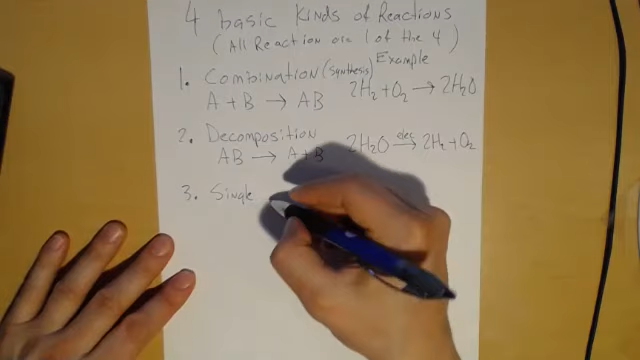 4 basic Kinds of Reactions
(All Reaction are 1 of the 4)
Example
1. Combination (Synthesis)
A + B → AB 2H₂ + O₂ → 2H₂O
2. Decomposition
AB → A + B 2H₂O elec→ 2H₂ + O₂
3. Single